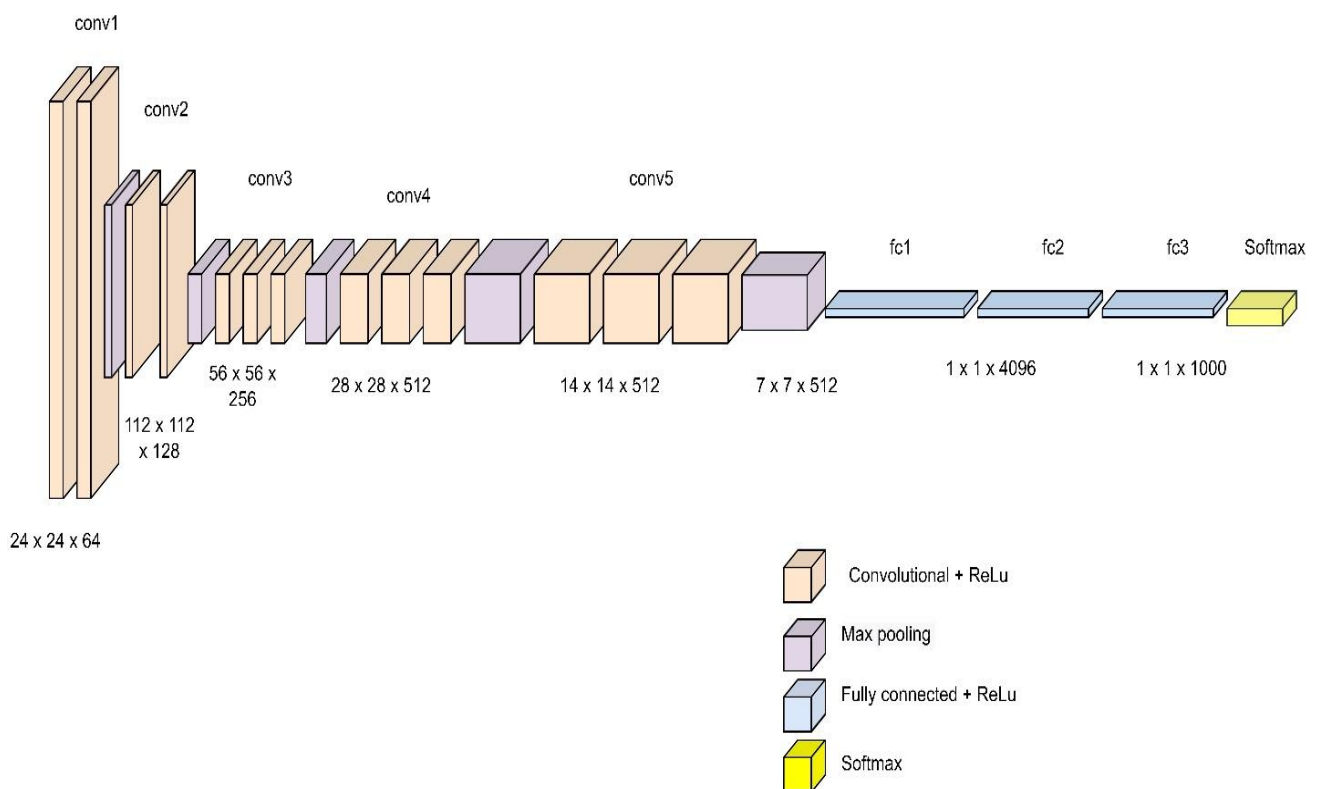 conv1
conv2
conv3
conv4
conv5
fc1
fc2
fc3
Softmax
56 x 56 x
256
28 x 28 x 512
14 x 14 x 512
7 x 7 x 512
1 x 1 x 4096
1 x 1 x 1000
112 x 112
x 128
24 x 24 x 64
Convolutional + ReLu
Max pooling
Fully connected + ReLu
Softmax